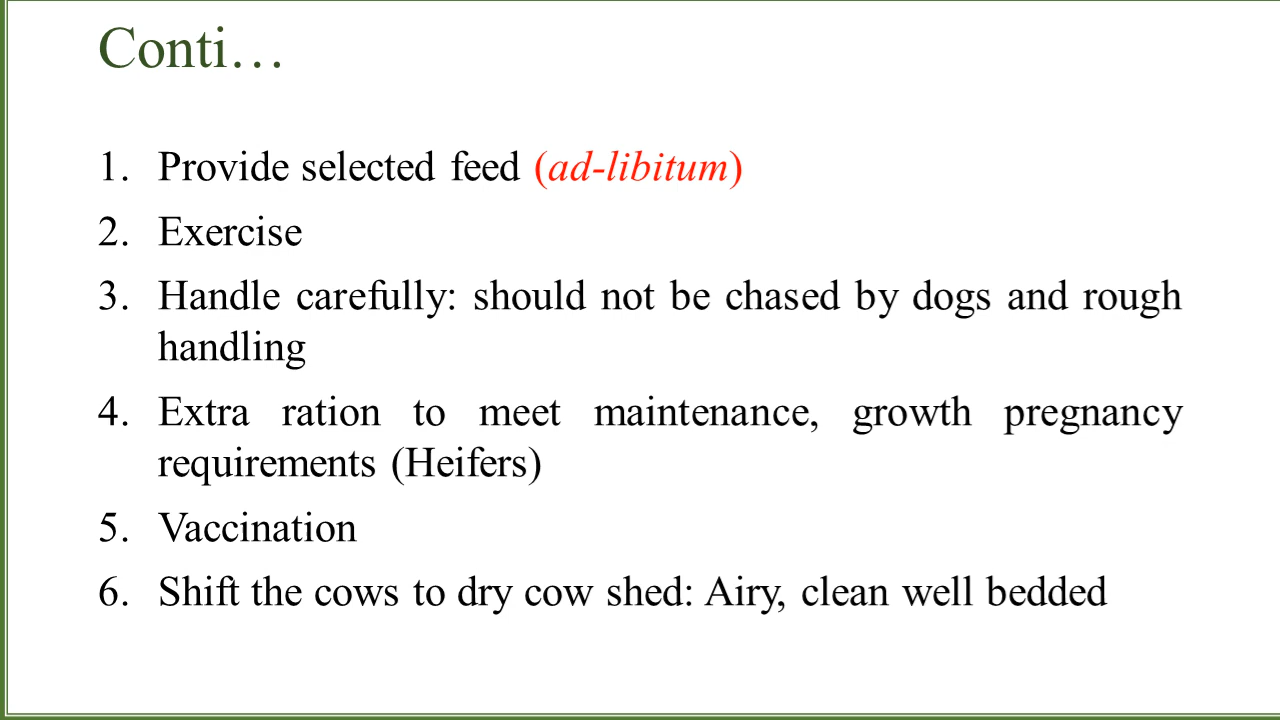 Conti…
1. Provide selected feed (ad-libitum)
2. Exercise
3. Handle carefully: should not be chased by dogs and rough
handling
4. Extra ration to meet maintenance, growth pregnancy
requirements (Heifers)
5. Vaccination
6. Shift the cows to dry cow shed: Airy, clean well bedded